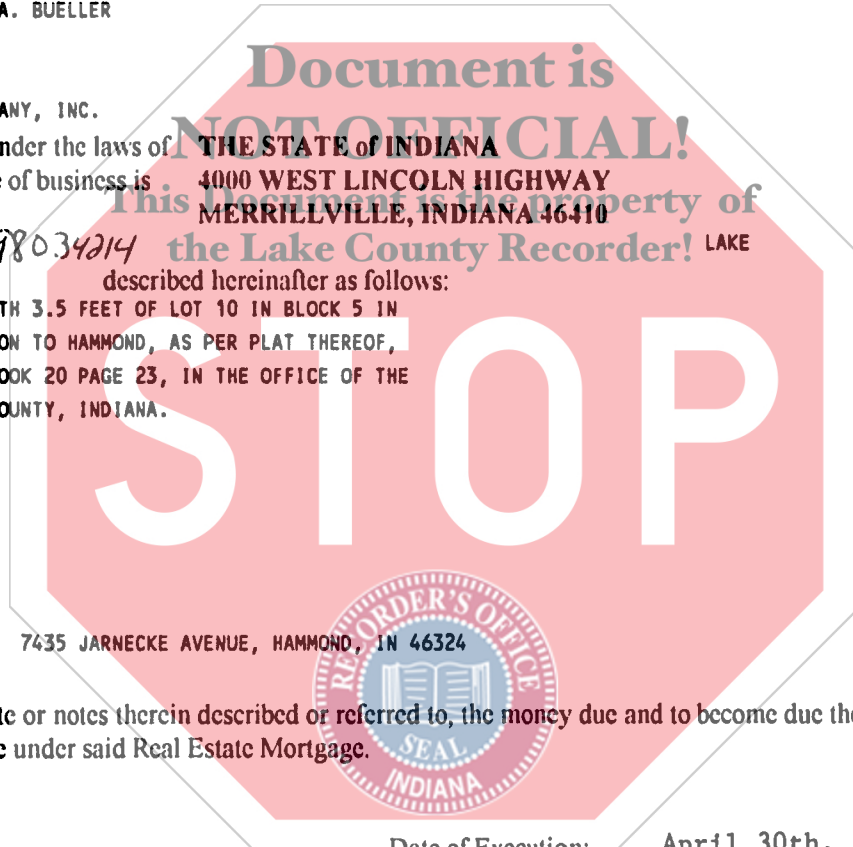 A. BUELLER
Document is
ANY, INC.
NOT OFFICIAL!
nder the laws of THE STATE of INDIANA
e of business is 4000 WEST LINCOLN HIGHWAY
This Document is the property of
MERRILLVILLE, INDIANA 46410
98034214 the Lake County Recorder! LAKE
described hereinafter as follows:
TH 3.5 FEET OF LOT 10 IN BLOCK 5 IN
ON TO HAMMOND, AS PER PLAT THEREOF,
OOK 20 PAGE 23, IN THE OFFICE OF THE
OUNTY, INDIANA.
STOP
RECORDER'S OFFICE
7435 JARNECKE AVENUE, HAMMOND, IN 46324
te or notes therein described or referred to, the money due and to become due the
SEAL
e under said Real Estate Mortgage.
INDIANA
Date of Execution: April 30th,